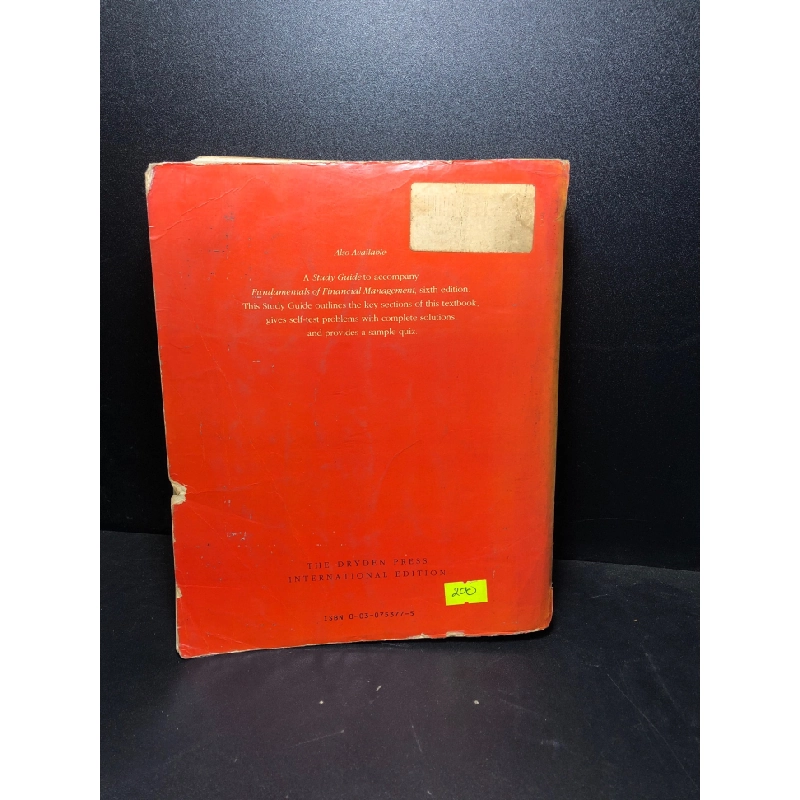 Also Available
A Study Guide to accompany
Fundamentals of Financial Management, sixth edition.
This Study Guide outlines the key sections of this textbook,
gives self-test problems with complete solutions
and provides a sample quiz.
THE DRYDEN PRESS
INTERNATIONAL EDITION
200
ISBN